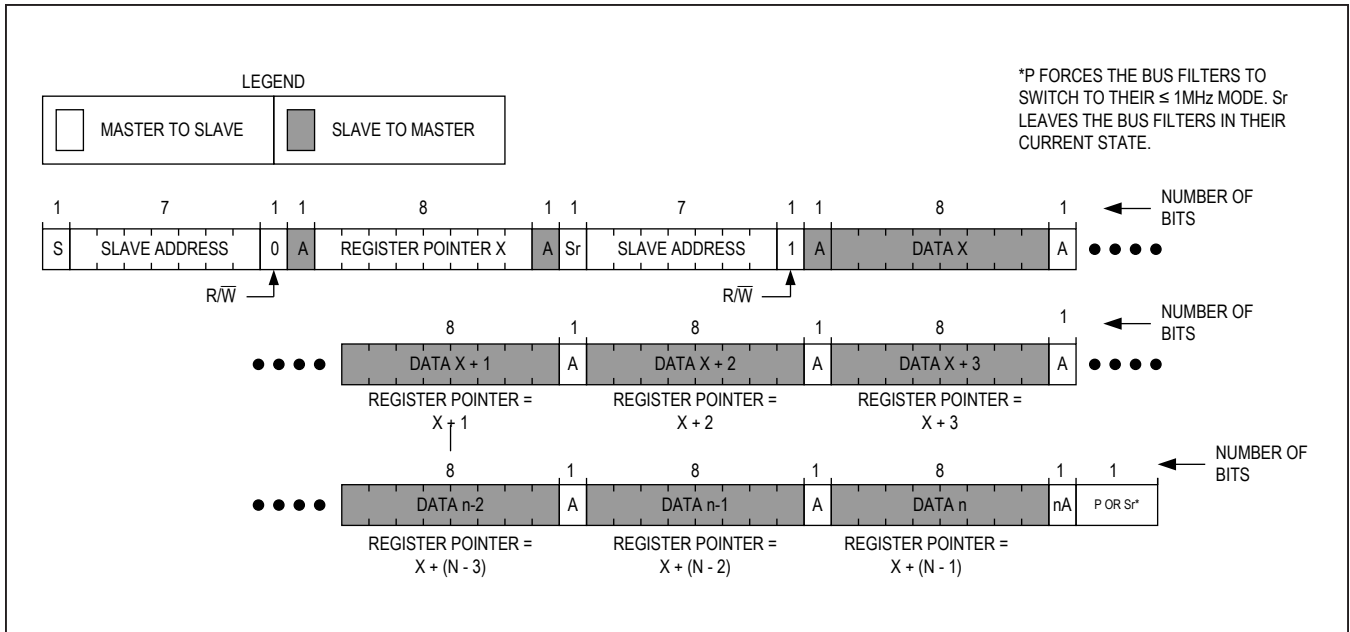 LEGEND
MASTER TO SLAVE SLAVE TO MASTER
*P FORCES THE BUS FILTERS TO
SWITCH TO THEIR ≤ 1MHz MODE. Sr
LEAVES THE BUS FILTERS IN THEIR
CURRENT STATE.
1 7 1 1 8 1 1 7 1 1 8 1 NUMBER OF
BITS
S SLAVE ADDRESS 0 A REGISTER POINTER X A Sr SLAVE ADDRESS 1 A DATA X A
R/W̅ R/W̅
8 1 8 1 8 1 NUMBER OF
BITS
DATA X + 1 A DATA X + 2 A DATA X + 3 A
REGISTER POINTER = REGISTER POINTER = REGISTER POINTER =
X + 1 X + 2 X + 3
8 1 8 1 8 1 1 NUMBER OF
BITS
DATA n-2 A DATA n-1 A DATA n nA P OR Sr*
REGISTER POINTER = REGISTER POINTER = REGISTER POINTER =
X + (N - 3) X + (N - 2) X + (N - 1)